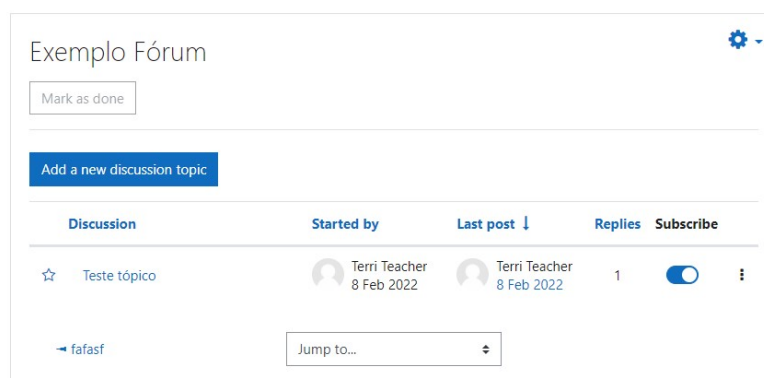 Exemplo Fórum
Mark as done
Add a new discussion topic
Discussion Started by Last post ↓ Replies Subscribe
Teste tópico Terri Teacher 8 Feb 2022 Terri Teacher 8 Feb 2022 1
◄ fafasf Jump to...